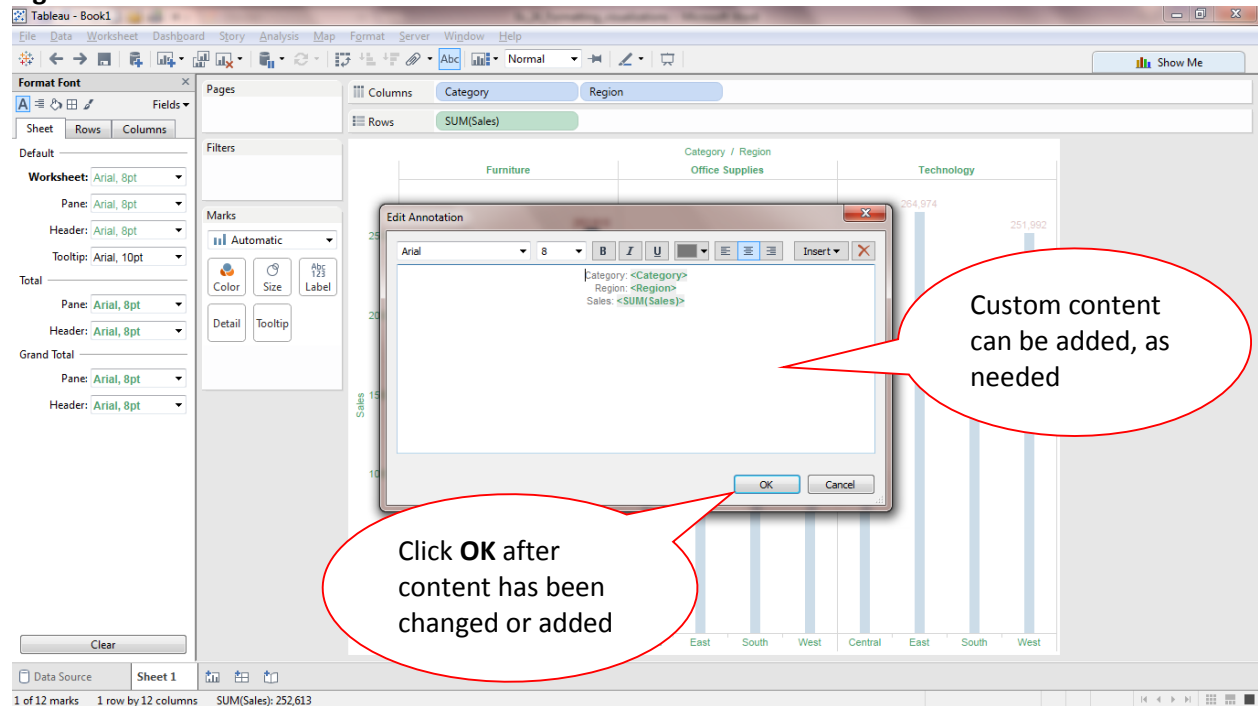 Tableau - Book1
File Data Worksheet Dashboard Story Analysis Map Format Server Window Help
Abc Normal Show Me
Format Font
Fields
Sheet Rows Columns
Default
Worksheet: Arial, 8pt
Pane: Arial, 8pt
Header: Arial, 8pt
Tooltip: Arial, 10pt
Total
Pane: Arial, 8pt
Header: Arial, 8pt
Grand Total
Pane: Arial, 8pt
Header: Arial, 8pt
Clear
Pages
Filters
Marks
Automatic
Color Size Abc 123 Label
Detail Tooltip
Columns Category Region
Rows SUM(Sales)
Category / Region
Furniture Office Supplies Technology
264,974
251,992
Sales
Edit Annotation
Arial 8 B I U Insert
Category: <Category>
Region: <Region>
Sales: <SUM(Sales)>
OK Cancel
Custom content
can be added, as
needed
Click OK after
content has been
changed or added
East South West Central East South West
Data Source Sheet 1
1 of 12 marks 1 row by 12 columns SUM(Sales): 252,613